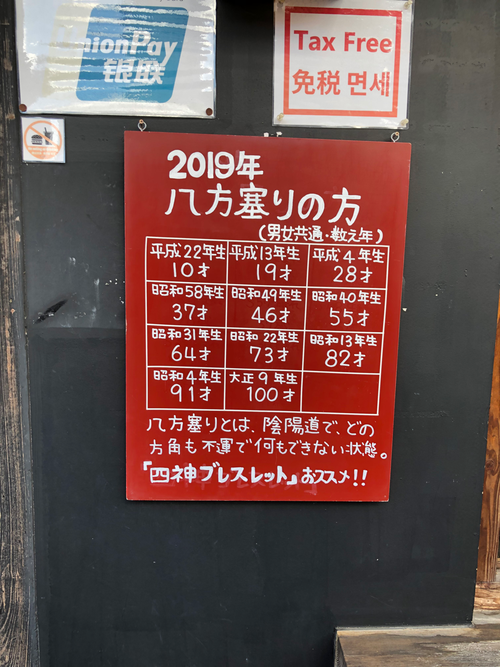 UnionPay
银联
Tax Free
免税 면세
2019年
八方塞りの方
(男女共通・数え年)
平成22年生 平成13年生 平成4年生
10才 19才 28才
昭和58年生 昭和49年生 昭和40年生
37才 46才 55才
昭和31年生 昭和22年生 昭和13年生
64才 73才 82才
昭和4年生 大正9年生
91才 100才
八方塞りとは、陰陽道で、どの
方角も不運で何もできない状態。
「四神ブレスレット」おススメ!!